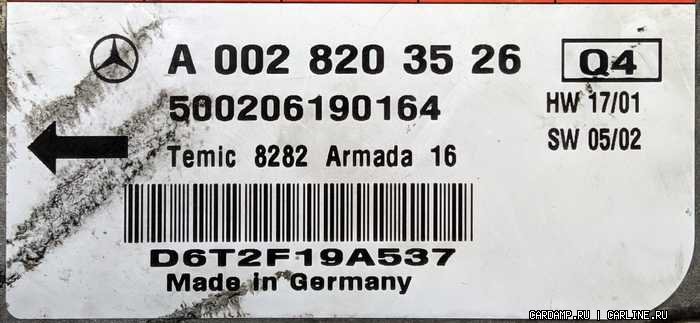 A 002 820 35 26 Q4
500206190164 HW 17/01
SW 05/02
Temic 8282 Armada 16
D6T2F19A537
Made in Germany
CARDAMP.RU | CARLINE.RU